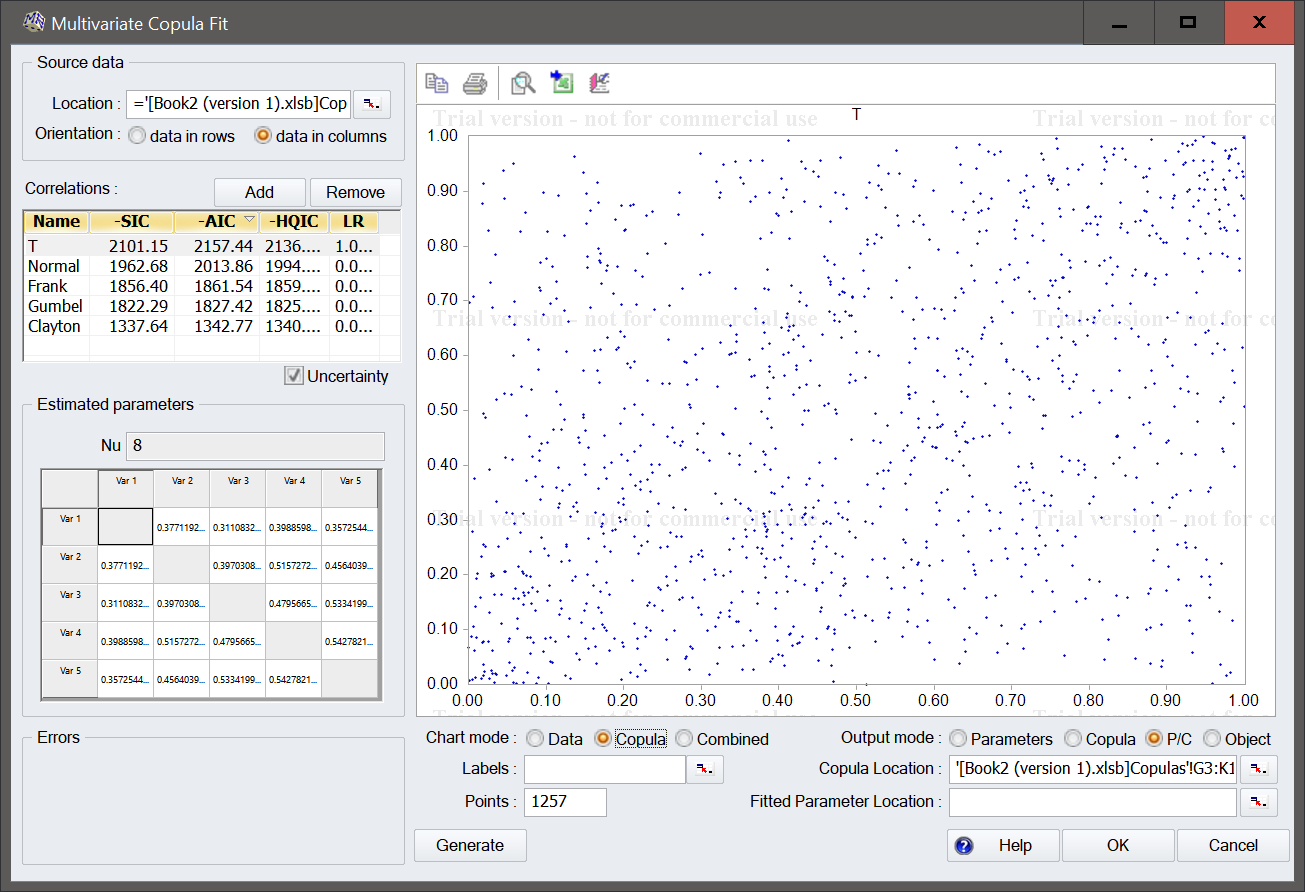 Multivariate Copula Fit
Source data
Location : ='[Book2 (version 1).xlsb]Cop
Orientation : data in rows data in columns
Correlations : Add Remove
Name -SIC -AIC -HQIC LR
T 2101.15 2157.44 2136.... 1.0...
Normal 1962.68 2013.86 1994.... 0.0...
Frank 1856.40 1861.54 1859.... 0.0...
Gumbel 1822.29 1827.42 1825.... 0.0...
Clayton 1337.64 1342.77 1340.... 0.0...
Uncertainty
Estimated parameters
Nu 8
Var 1 Var 2 Var 3 Var 4 Var 5
Var 1 0.3771192... 0.3110832... 0.3988598... 0.3572544...
Var 2 0.3771192... 0.3970308... 0.5157272... 0.4564039...
Var 3 0.3110832... 0.3970308... 0.4795665... 0.5334199...
Var 4 0.3988598... 0.5157272... 0.4795665... 0.5427821...
Var 5 0.3572544... 0.4564039... 0.5334199... 0.5427821...
Errors
Trial version - not for commercial use Trial version - not for c
T
1.00
0.90
0.80
0.70
Trial version - not for commercial use Trial version - not for c
0.60
0.50
0.40
0.30
Trial version - not for commercial use Trial version - not for c
0.20
0.10
0.00
0.00 0.10 0.20 0.30 0.40 0.50 0.60 0.70 0.80 0.90 1.00
Trial version - not for commercial use Trial version - not for c
Chart mode : Data Copula Combined
Output mode : Parameters Copula P/C Object
Labels :
Copula Location : '[Book2 (version 1).xlsb]Copulas'!G3:K1
Points : 1257
Fitted Parameter Location :
Generate
Help OK Cancel